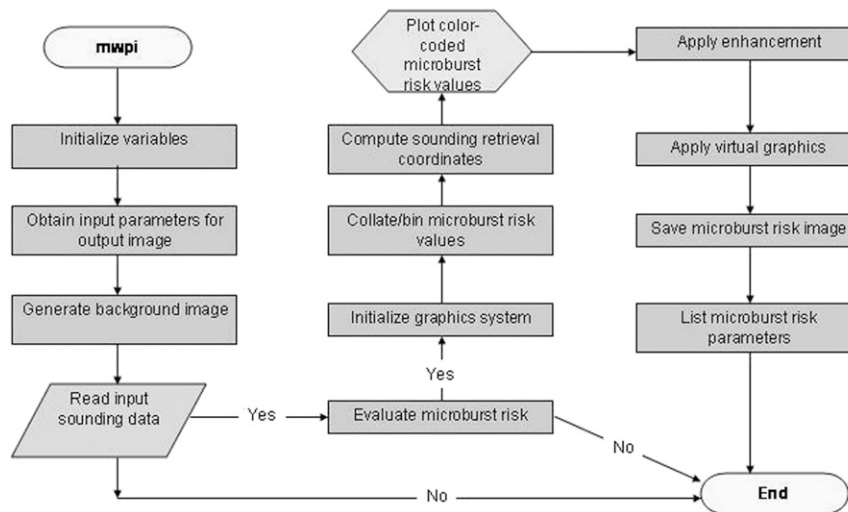 mwpi
Initialize variables
Obtain input parameters for
output image
Generate background image
Read input
sounding data
Yes
Evaluate microburst risk
Yes
Initialize graphics system
Collate/bin microburst risk
values
Compute sounding retrieval
coordinates
Plot color-
coded
microburst
risk values
Apply enhancement
Apply virtual graphics
Save microburst risk image
List microburst risk
parameters
No
No
End